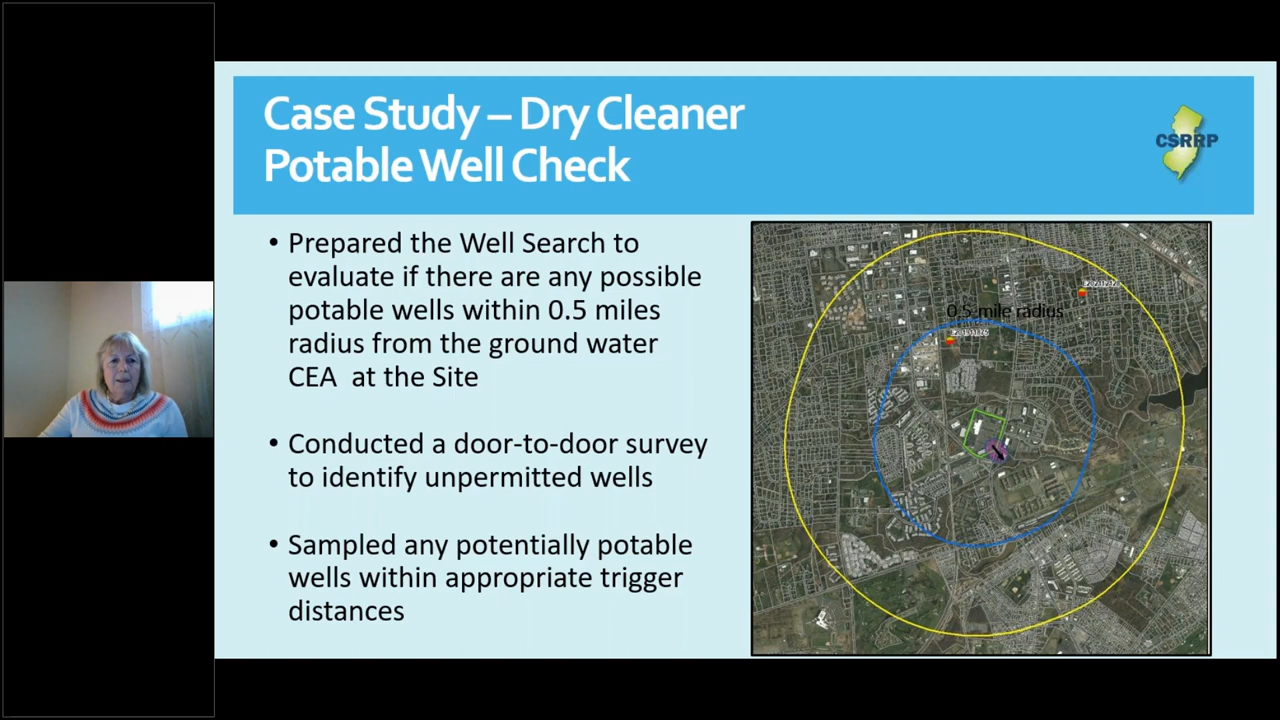 Case Study – Dry Cleaner
Potable Well Check
CSRRP
• Prepared the Well Search to
evaluate if there are any possible
potable wells within 0.5 miles
radius from the ground water
CEA at the Site
• Conducted a door-to-door survey
to identify unpermitted wells
• Sampled any potentially potable
wells within appropriate trigger
distances
0.5-mile radius